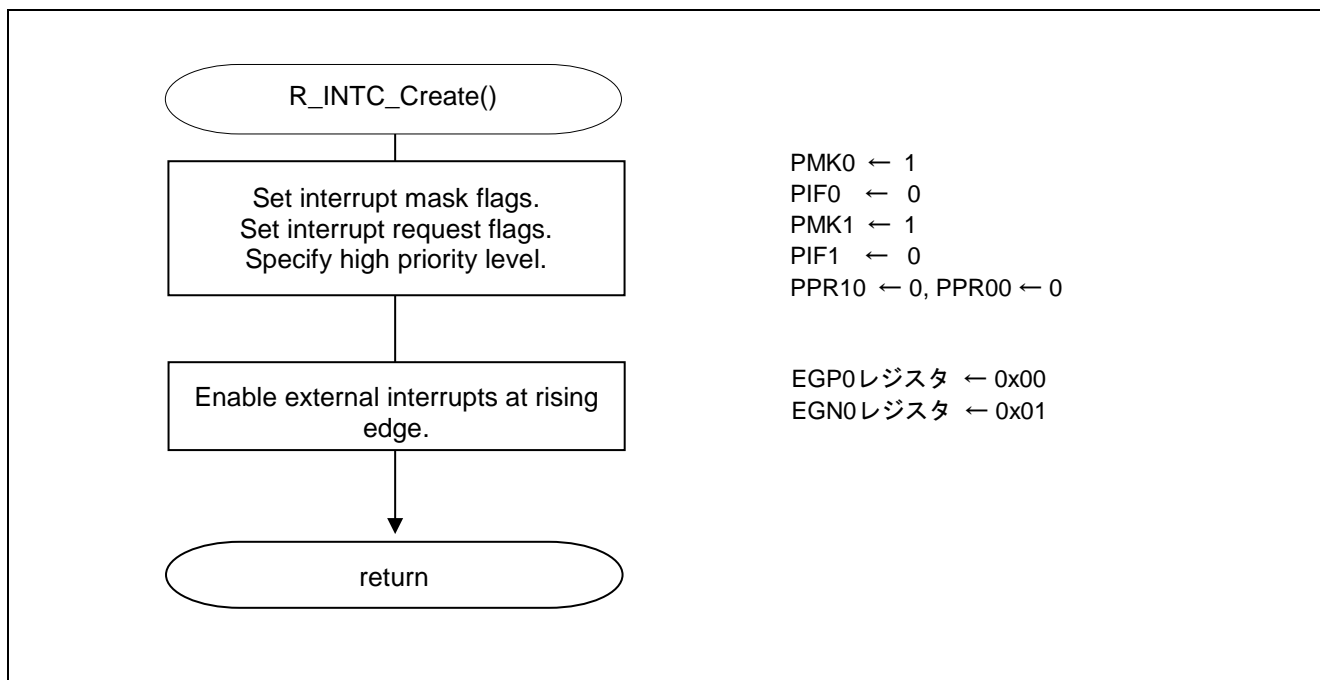 R_INTC_Create()
Set interrupt mask flags.
Set interrupt request flags.
Specify high priority level.
PMK0 ← 1
PIF0 ← 0
PMK1 ← 1
PIF1 ← 0
PPR10 ← 0, PPR00 ← 0
Enable external interrupts at rising
edge.
EGP0レジスタ ← 0x00
EGN0レジスタ ← 0x01
return